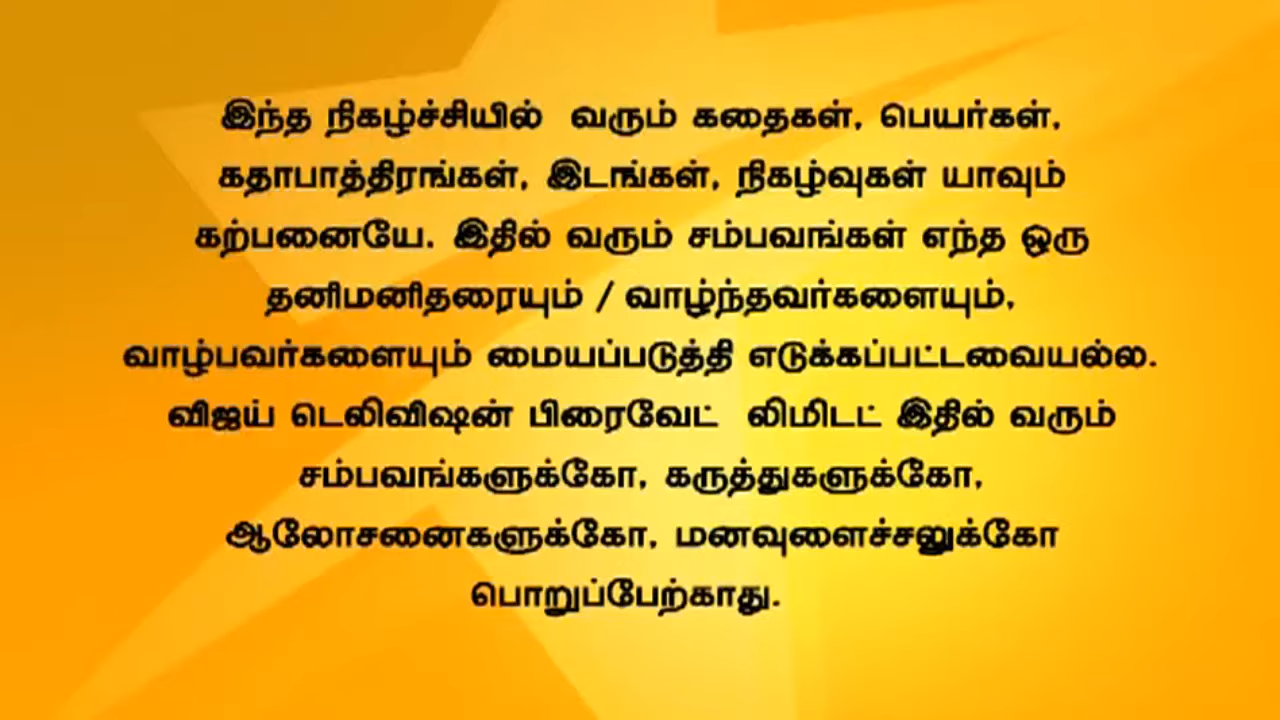 இந்த நிகழ்ச்சியில் வரும் கதைகள், பெயர்கள்,
கதாபாத்திரங்கள், இடங்கள், நிகழ்வுகள் யாவும்
கற்பனையே. இதில் வரும் சம்பவங்கள் எந்த ஒரு
தனிமனிதரையும் / வாழ்ந்தவர்களையும்,
வாழ்பவர்களையும் மையப்படுத்தி எடுக்கப்பட்டவையல்ல.
விஜய் டெலிவிஷன் பிரைவேட் லிமிடட் இதில் வரும்
சம்பவங்களுக்கோ, கருத்துகளுக்கோ,
ஆலோசனைகளுக்கோ, மனவுளைச்சலுக்கோ
பொறுப்பேற்காது.